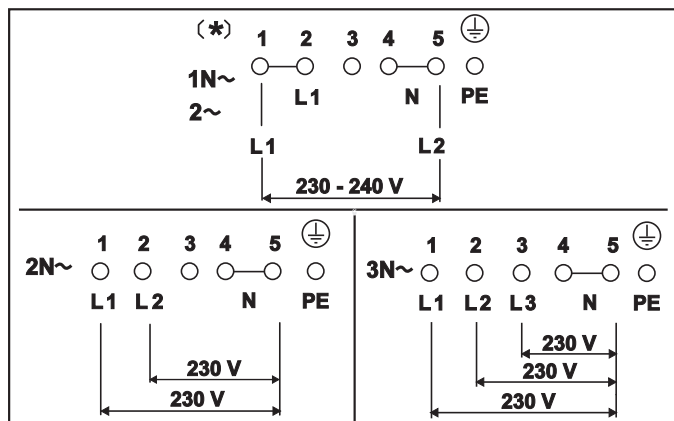 (*) 1 2 3 4 5
1N~ L1 N PE
2~
L1 L2
230 - 240 V
1 2 3 4 5
2N~
L1 L2 N PE
230 V
230 V
1 2 3 4 5
3N~
L1 L2 L3 N PE
230 V
230 V
230 V